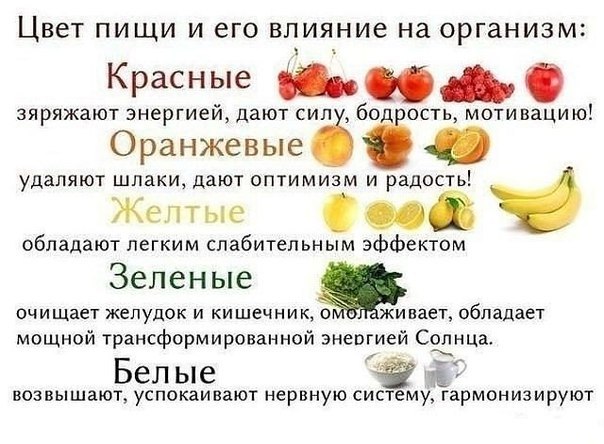 Цвет пищи и его влияние на организм:
Красные
зяряжают энергией, дают силу, бодрость, мотивацию!
Оранжевые
удаляют шлаки, дают оптимизм и радость!
Желтые
обладают легким слабительным эффектом
Зеленые
очищает желудок и кишечник, омолаживает, обладает
мощной трансформированной энегией Солнца.
Белые
возвышают, успокаивают нервную систему, гармонизируют